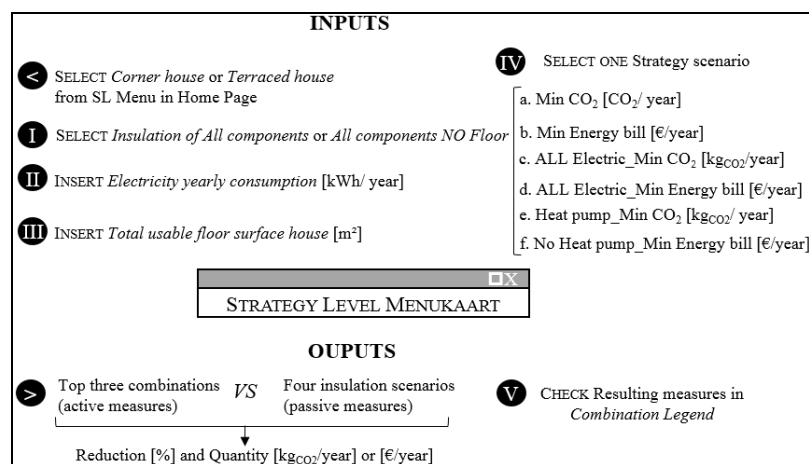 INPUTS
< SELECT Corner house or Terraced house
from SL Menu in Home Page
I SELECT Insulation of All components or All components NO Floor
II INSERT Electricity yearly consumption [kWh/ year]
III INSERT Total usable floor surface house [m²]
IV SELECT ONE Strategy scenario
a. Min CO₂ [CO₂/ year]
b. Min Energy bill [€/year]
c. ALL Electric_Min CO₂ [kgCO₂/year]
d. ALL Electric_Min Energy bill [€/year]
e. Heat pump_Min CO₂ [kgCO₂/ year]
f. No Heat pump_Min Energy bill [€/year]
X
STRATEGY LEVEL MENUKAART
OUPUTS
> Top three combinations
(active measures)
VS
Four insulation scenarios
(passive measures)
Reduction [%] and Quantity [kgCO₂/year] or [€/year]
V CHECK Resulting measures in
Combination Legend